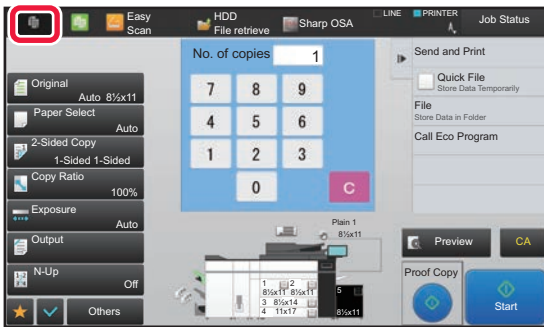 Easy
Scan
HDD
File retrieve
Sharp OSA
LINE
PRINTER
Job Status
No. of copies
1
Send and Print
Quick File
Store Data Temporarily
File
Store Data in Folder
Call Eco Program
Original
Auto 8½x11
Paper Select
Auto
2-Sided Copy
1-Sided 1-Sided
Copy Ratio
100%
Exposure
Auto
Output
N-Up
Off
Others
7 8 9
4 5 6
1 2 3
0 C
Plain 1
8½x11
1 2
8½x11 8½x11
3 8½x14
4 11x17
5
8½x11
Preview
CA
Proof Copy
Start